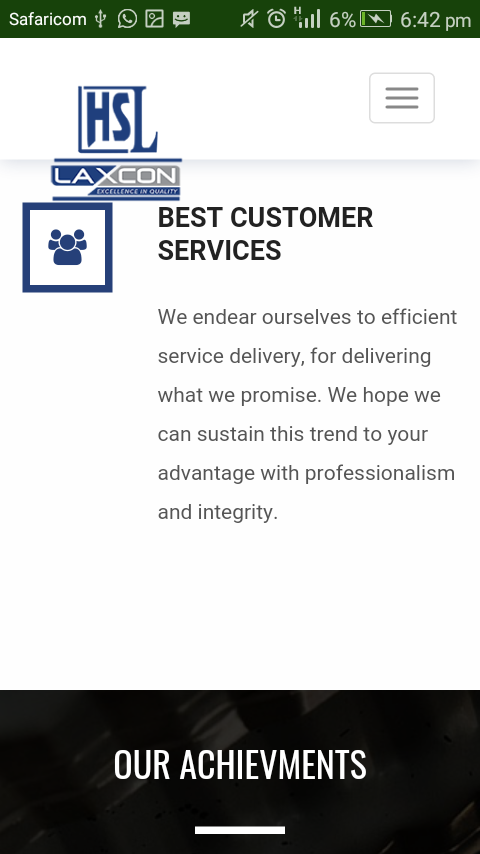 Safaricom 6% 6:42 pm
HSL
LAXCON
EXCELLENCE IN QUALITY
BEST CUSTOMER
SERVICES
We endear ourselves to efficient
service delivery, for delivering
what we promise. We hope we
can sustain this trend to your
advantage with professionalism
and integrity.
OUR ACHIEVMENTS